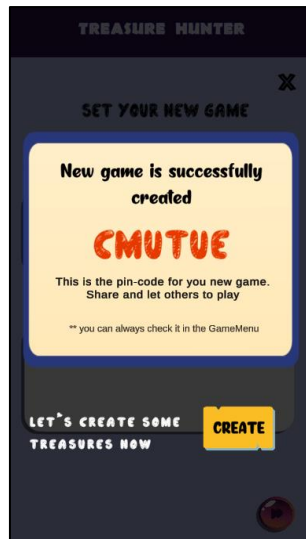 TREASURE HUNTER
X
SET YOUR NEW GAME
New game is successfully
created
CMUTUE
This is the pin-code for you new game.
Share and let others to play
** you can always check it in the GameMenu
LET'S CREATE SOME
TREASURES NOW
CREATE